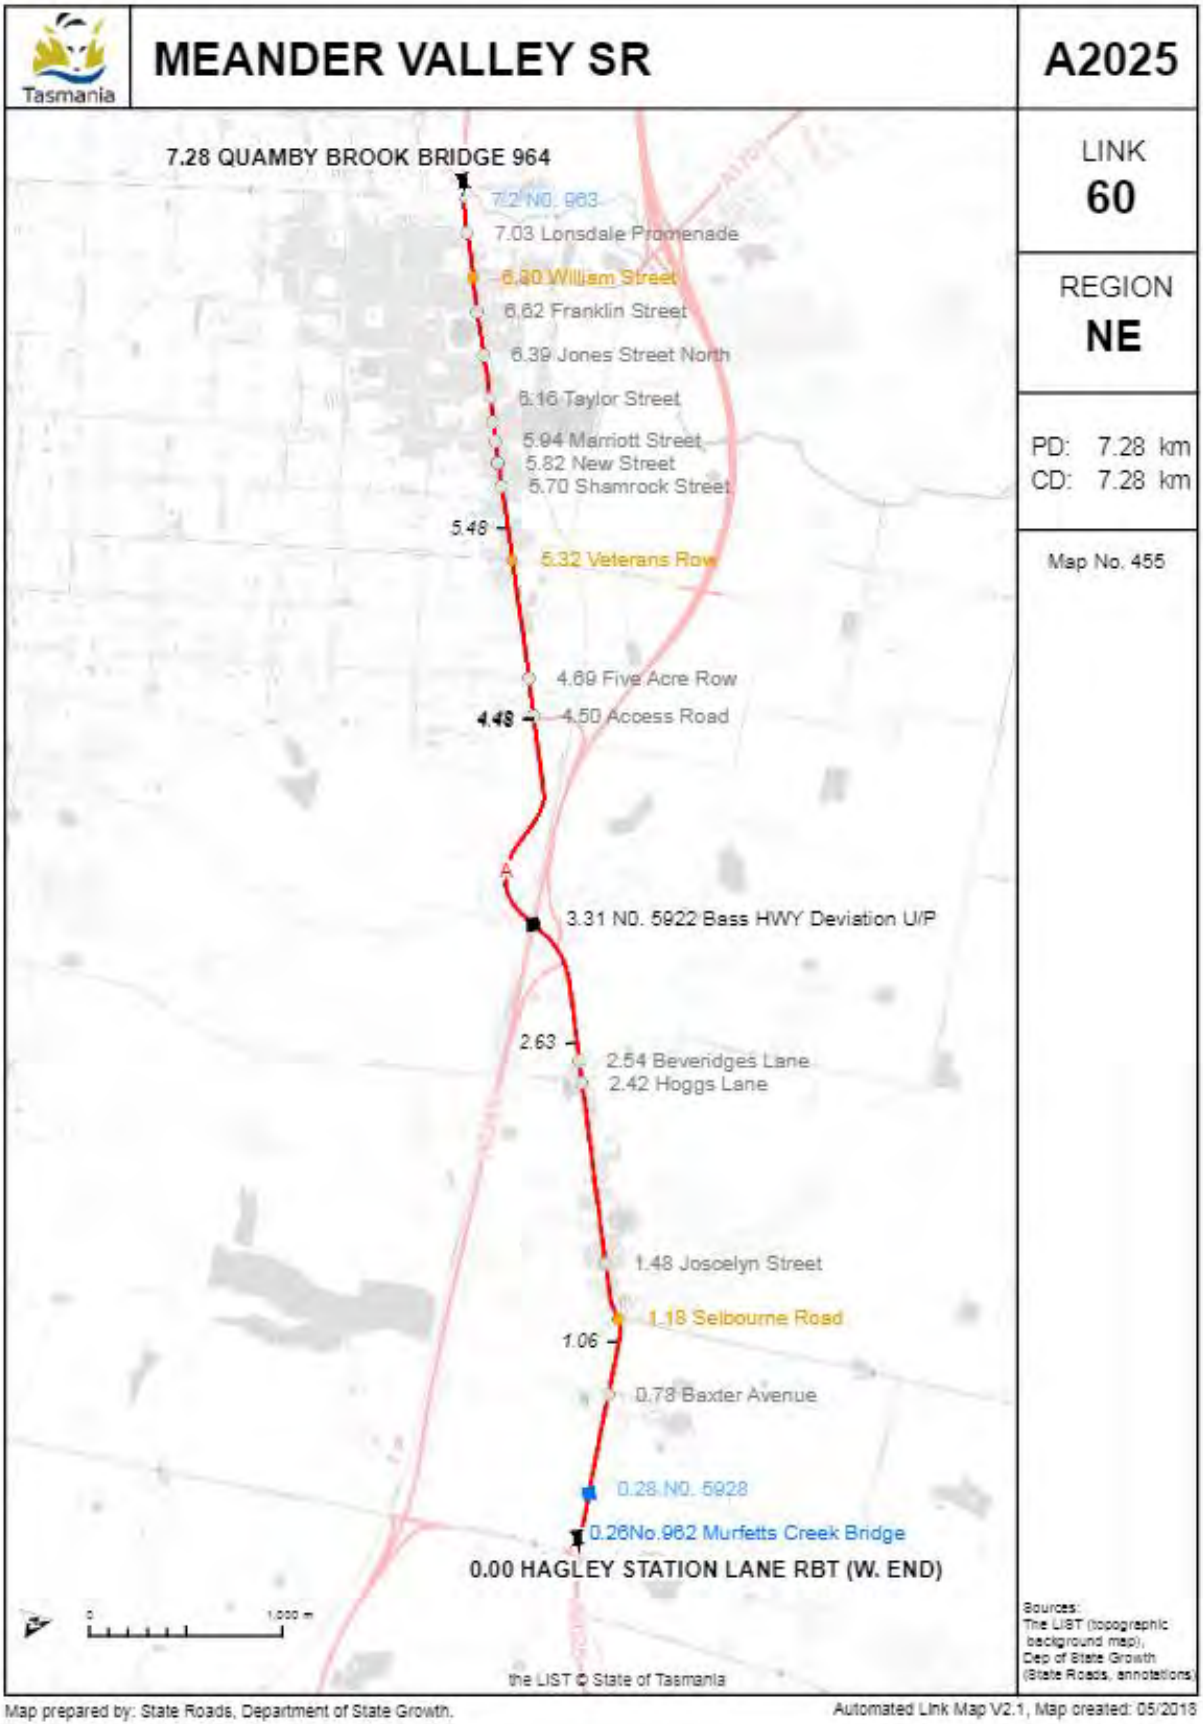 Tasmania
MEANDER VALLEY SR
A2025
LINK
60
REGION
NE
PD: 7.28 km
CD: 7.28 km
Map No. 455
7.28 QUAMBY BROOK BRIDGE 964
7.2 N0. 963
7.03 Lonsdale Promenade
6.80 William Street
6.62 Franklin Street
6.39 Jones Street North
6.16 Taylor Street
5.94 Marriott Street
5.82 New Street
5.70 Shamrock Street
5.48
5.32 Veterans Row
4.69 Five Acre Row
4.48
4.50 Access Road
A
3.31 N0. 5922 Bass HWY Deviation U/P
2.63
2.54 Beveridges Lane
2.42 Hoggs Lane
1.48 Joscelyn Street
1.18 Selbourne Road
1.06
0.78 Baxter Avenue
0.28 N0. 5928
0.26No.962 Murfetts Creek Bridge
0.00 HAGLEY STATION LANE RBT (W. END)
0
1,000 m
the LIST © State of Tasmania
Sources:
The LIST (topographic
background map),
Dep of State Growth
(State Roads, annotations)
Map prepared by: State Roads, Department of State Growth.
Automated Link Map V2.1, Map created: 05/2018